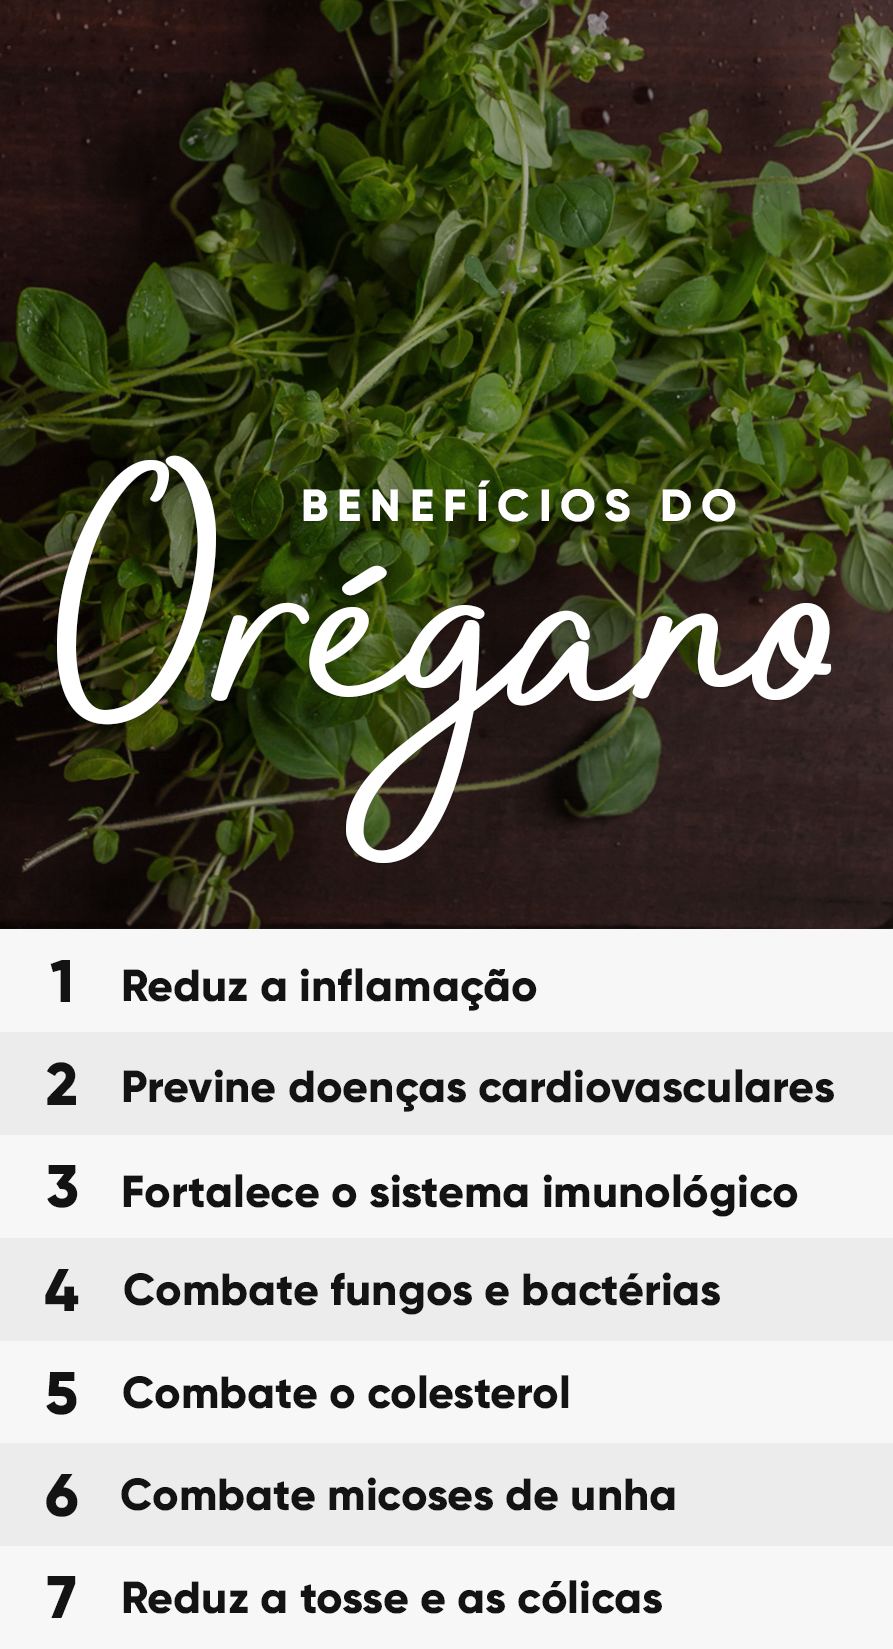 BENEFÍCIOS DO
Orégano
1 Reduz a inflamação
2 Previne doenças cardiovasculares
3 Fortalece o sistema imunológico
4 Combate fungos e bactérias
5 Combate o colesterol
6 Combate micoses de unha
7 Reduz a tosse e as cólicas